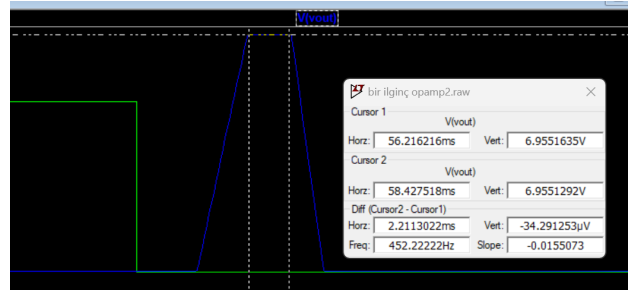 V(vout)
bir ilginç opamp2.raw
Cursor 1
V(vout)
Horz: 56.216216ms Vert: 6.9551635V
Cursor 2
V(vout)
Horz: 58.427518ms Vert: 6.9551292V
Diff (Cursor2 - Cursor1)
Horz: 2.2113022ms Vert: -34.291253µV
Freq: 452.22222Hz Slope: -0.0155073